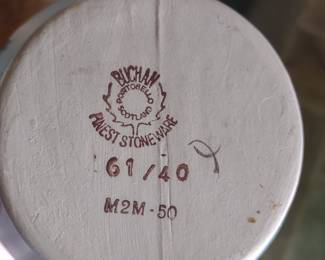 BUCHAN
PORTOBELLO
SCOTLAND
FINEST STONEWARE
61/40
M2M-50